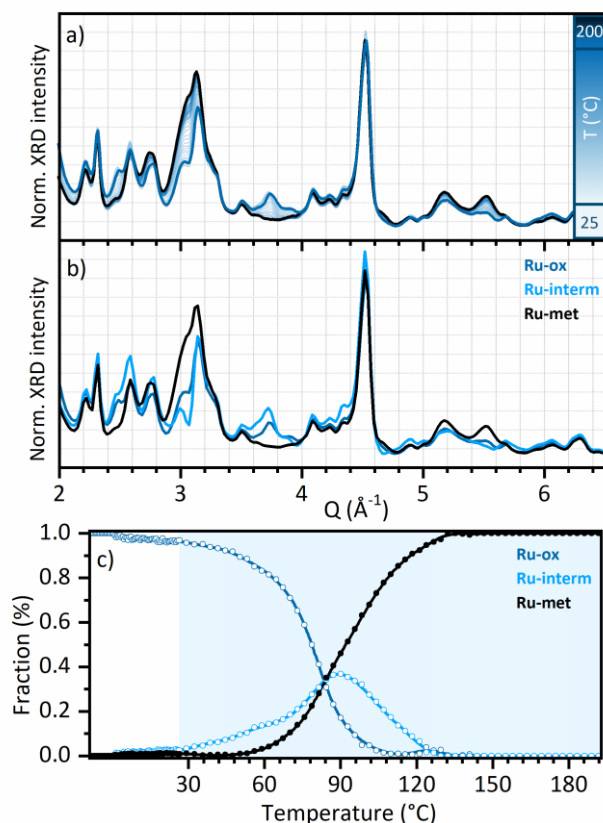 a)
Norm. XRD intensity
200
T (°C)
25
b)
Norm. XRD intensity
Ru-ox
Ru-interm
Ru-met
2 3 4 5 6
Q (Å⁻¹)
c)
Fraction (%)
1.0
0.8
0.6
0.4
0.2
0.0
Ru-ox
Ru-interm
Ru-met
30 60 90 120 150 180
Temperature (°C)